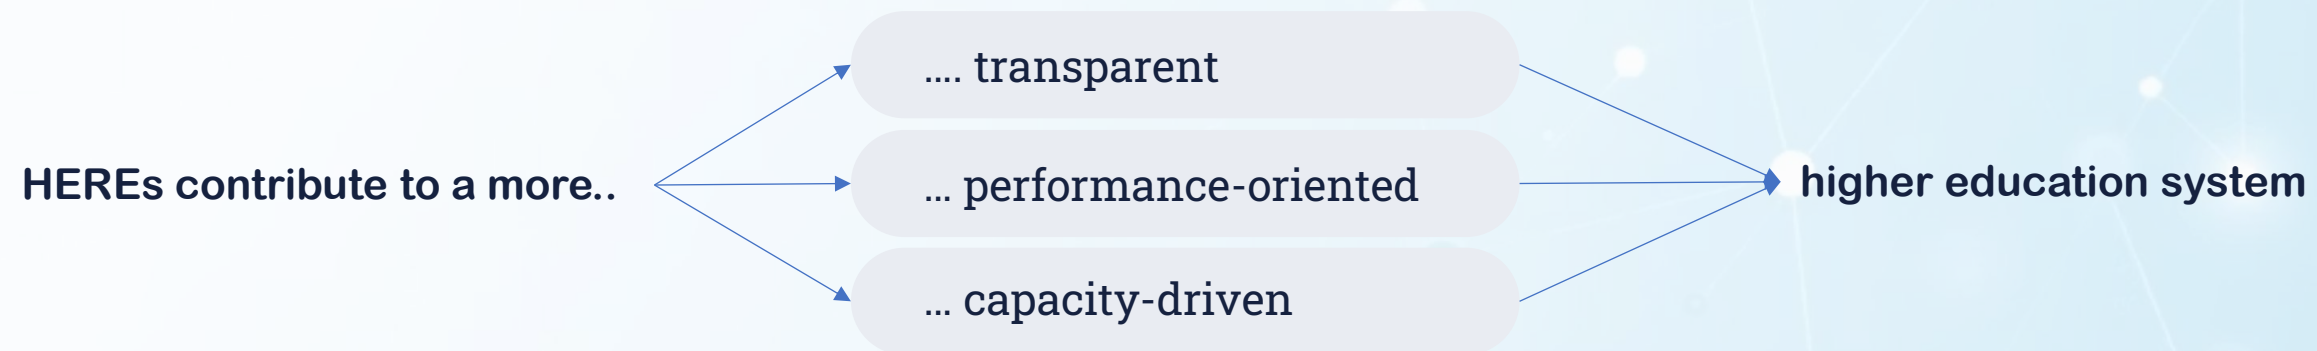 HEREs contribute to a more..
.... transparent
... performance-oriented
... capacity-driven
higher education system